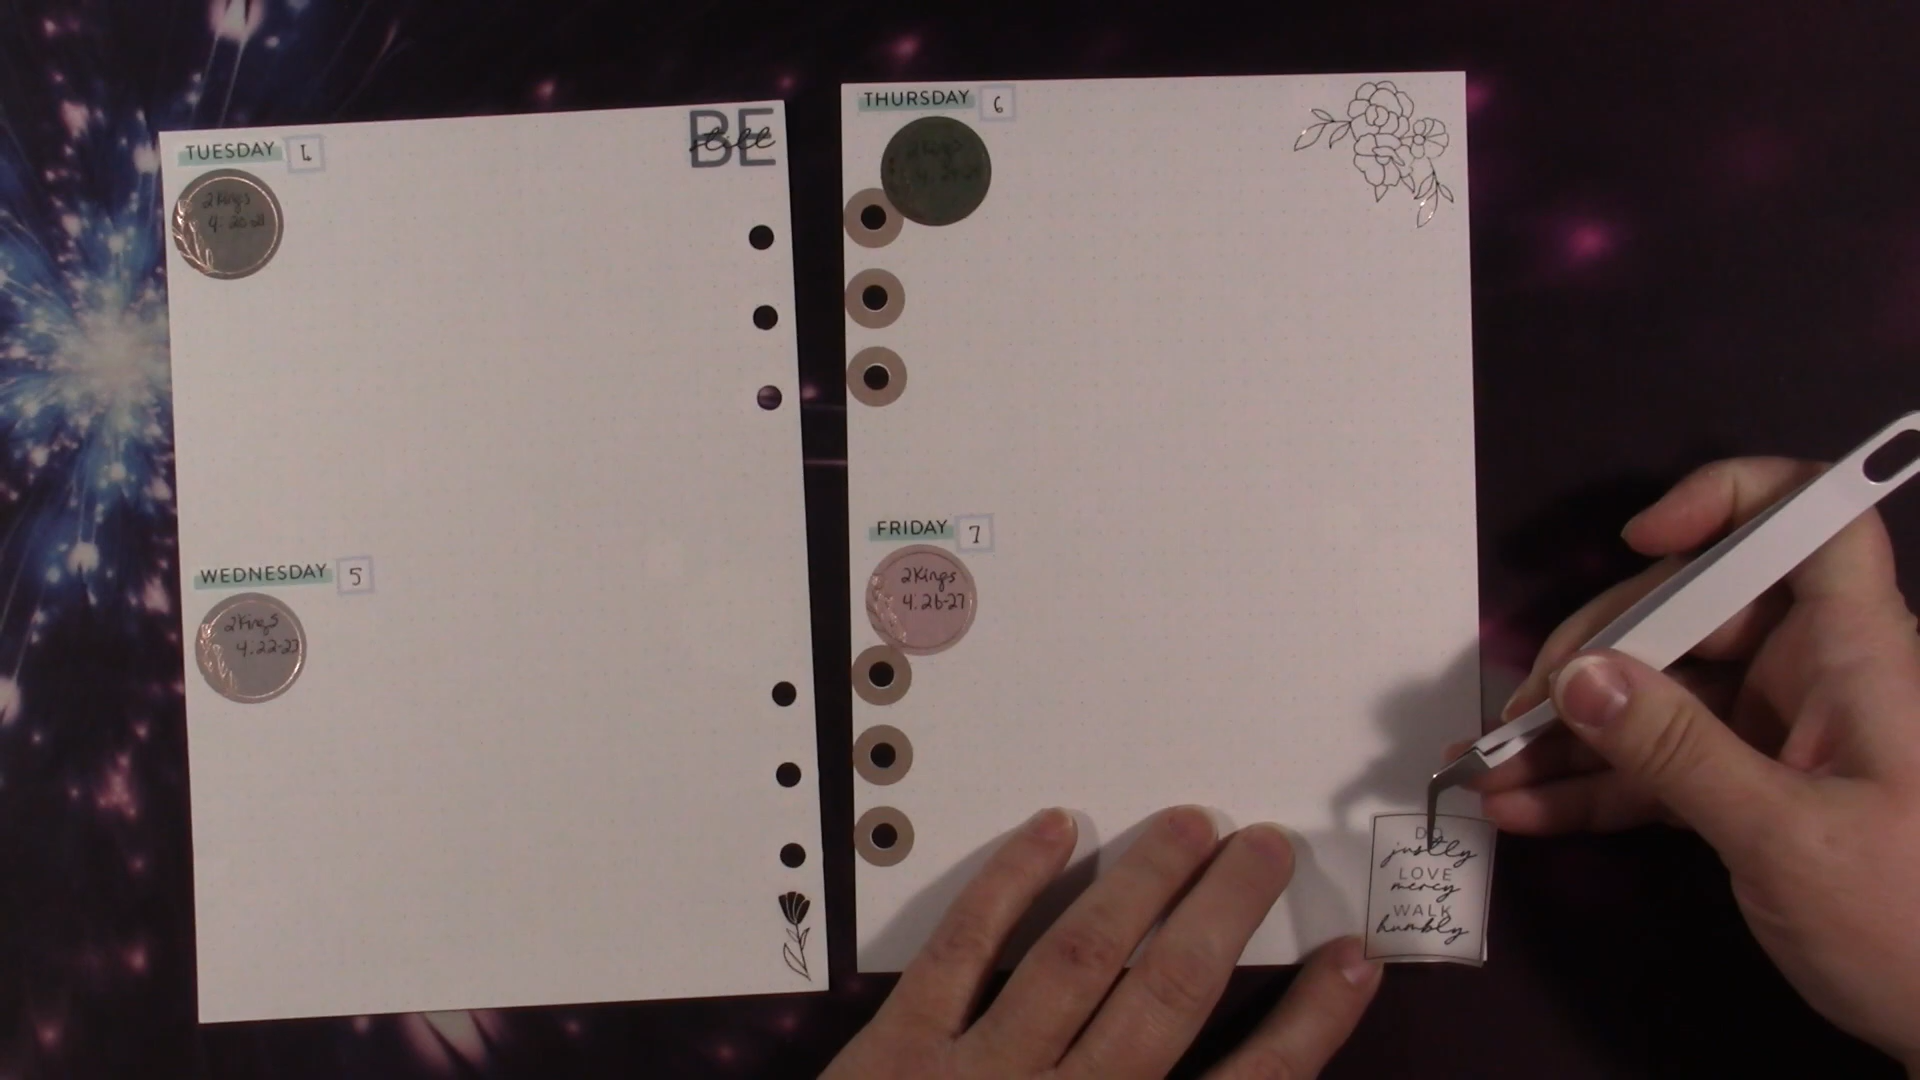 TUESDAY
2Kings
4: 20-21
BE
still
WEDNESDAY 5
2Kings
4:22-23
THURSDAY 6
2Kings
FRIDAY 7
2Kings
4:26-27
DO
justly
LOVE
mercy
WALK
humbly